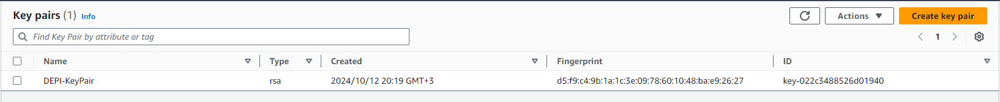 Key pairs (1) Info
Actions
Create key pair
Find Key Pair by attribute or tag
1
Name Type Created Fingerprint ID
DEPI-KeyPair rsa 2024/10/12 20:19 GMT+3 d5:f9:c4:9b:1a:1c:3e:09:78:60:10:48:ba:e9:26:27 key-022c3488526d01940